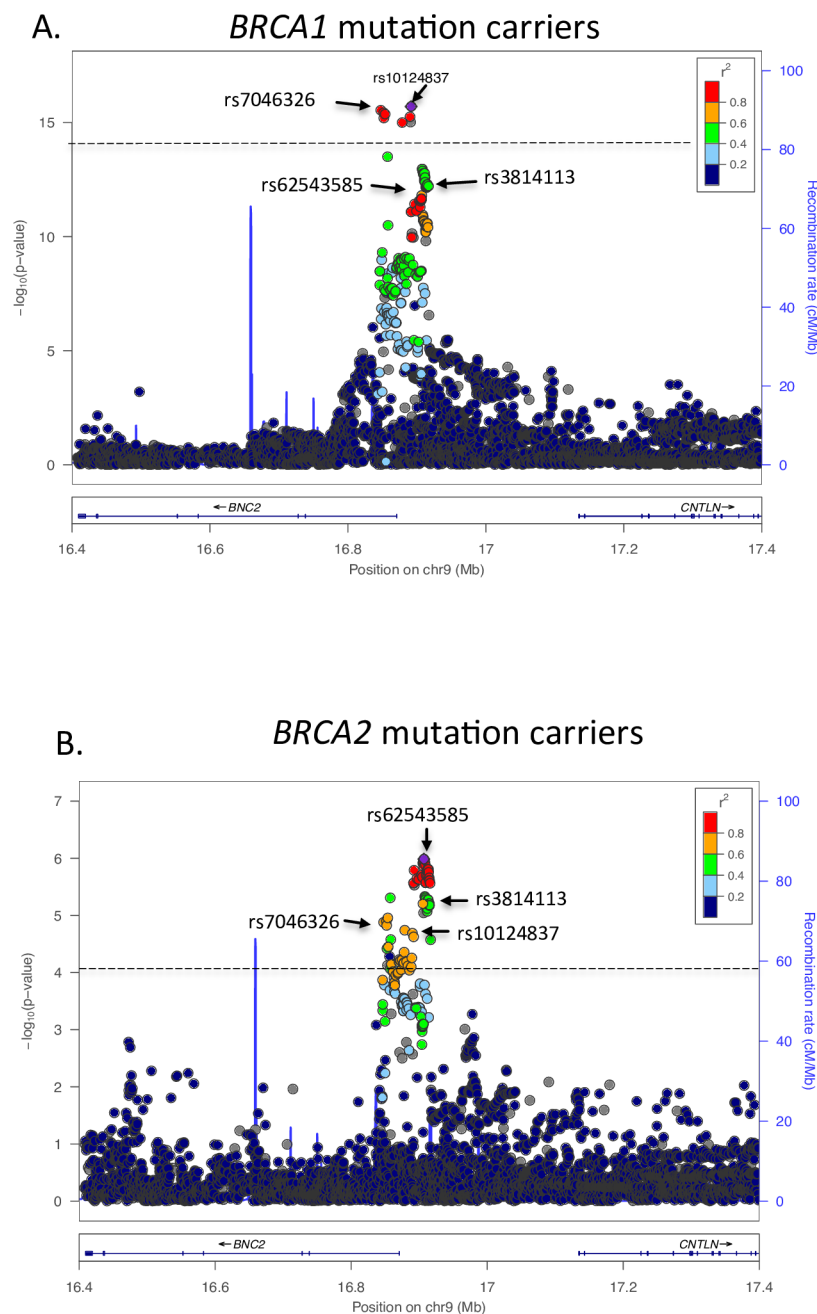 A.
BRCA1 mutation carriers
r²
0.8
0.6
0.4
0.2
rs10124837
rs7046326
rs62543585
rs3814113
−log10(p−value)
15
10
5
0
Recombination rate (cM/Mb)
100
80
60
40
20
0
←BNC2
CNTLN→
16.4 16.6 16.8 17 17.2 17.4
Position on chr9 (Mb)
B.
BRCA2 mutation carriers
r²
0.8
0.6
0.4
0.2
rs62543585
rs3814113
rs7046326
rs10124837
−log10(p−value)
7
6
5
4
3
2
1
0
Recombination rate (cM/Mb)
100
80
60
40
20
0
←BNC2
CNTLN→
16.4 16.6 16.8 17 17.2 17.4
Position on chr9 (Mb)